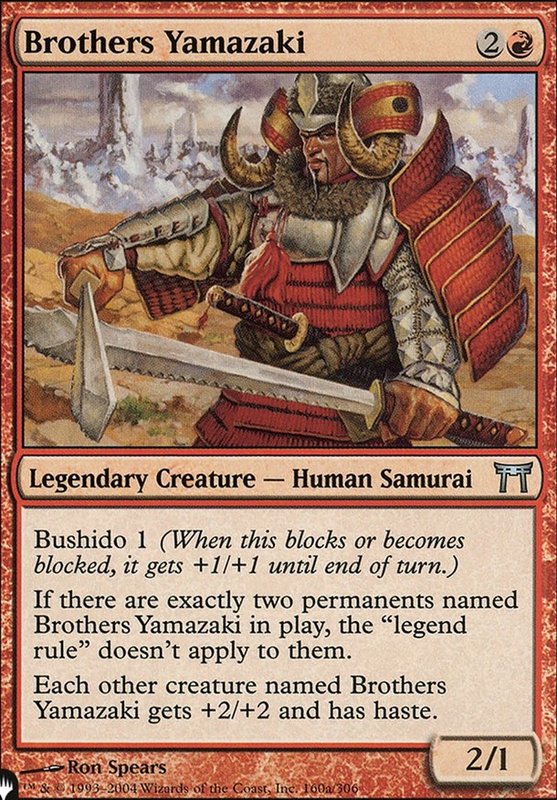 Brothers Yamazaki 2
Legendary Creature — Human Samurai
Bushido 1 (When this blocks or becomes
blocked, it gets +1/+1 until end of turn.)
If there are exactly two permanents named
Brothers Yamazaki in play, the “legend
rule” doesn’t apply to them.
Each other creature named Brothers
Yamazaki gets +2/+2 and has haste.
2/1
Ron Spears
™ & © 1993–2004 Wizards of the Coast, Inc. 160a/306